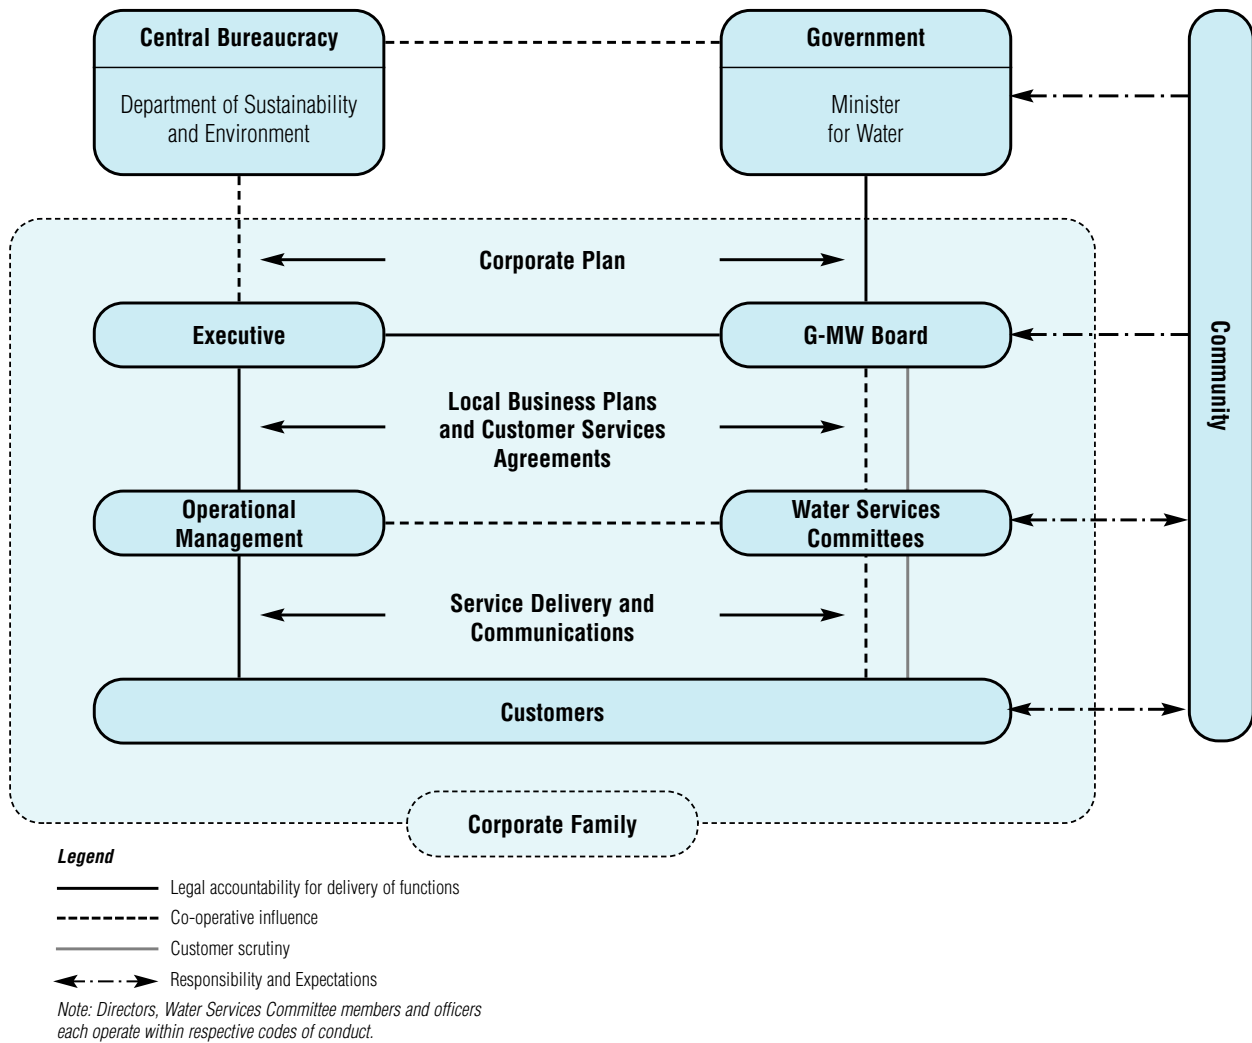 Central Bureaucracy
Government
Department of Sustainability
and Environment
Minister
for Water
Corporate Plan
Executive
G-MW Board
Community
Local Business Plans
and Customer Services
Agreements
Operational
Management
Water Services
Committees
Service Delivery and
Communications
Customers
Corporate Family
Legend
Legal accountability for delivery of functions
Co-operative influence
Customer scrutiny
Responsibility and Expectations
Note: Directors, Water Services Committee members and officers
each operate within respective codes of conduct.